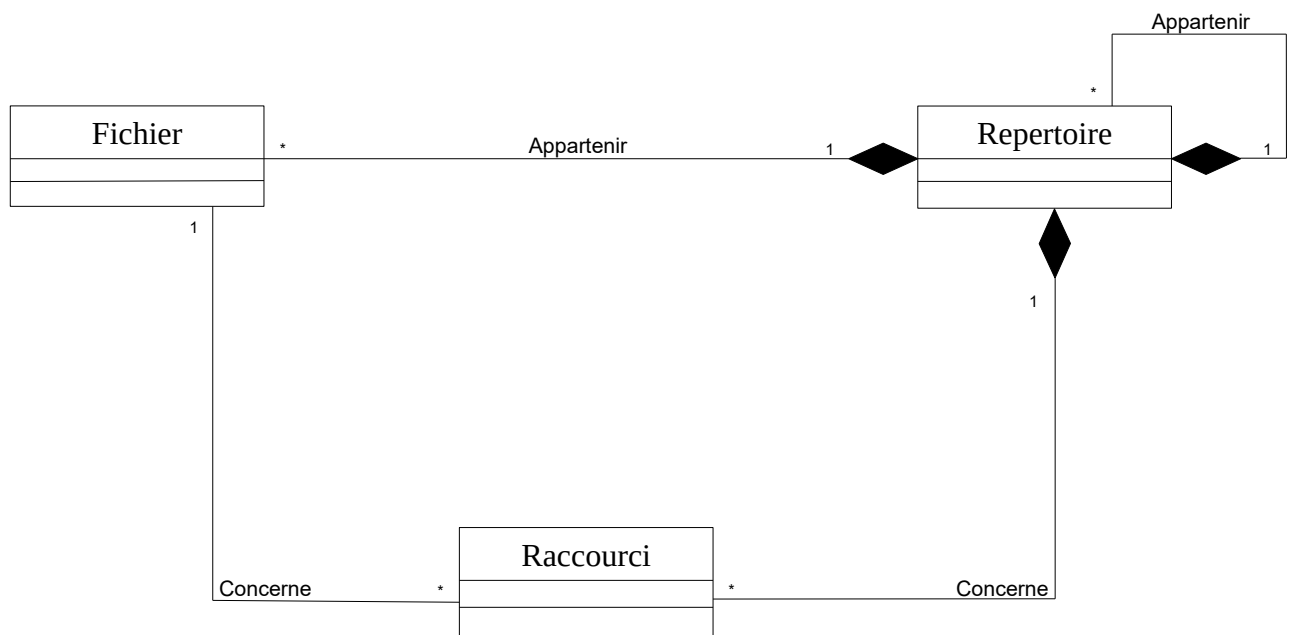 Appartenir
*
Fichier
Repertoire
* Appartenir 1
1
1
1
Raccourci
Concerne * * Concerne